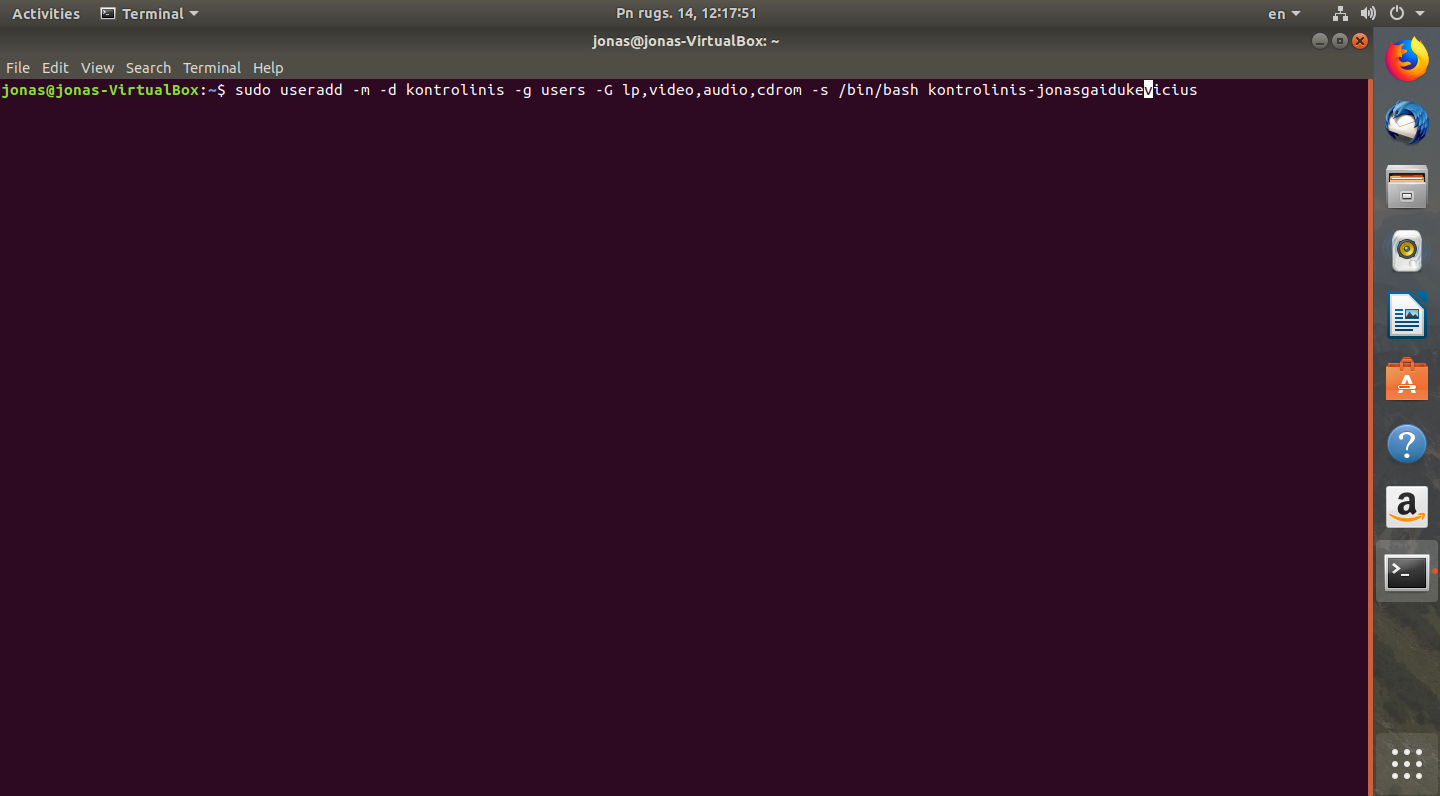 Activities Terminal Pn rugs. 14, 12:17:51 en
jonas@jonas-VirtualBox: ~
File Edit View Search Terminal Help
jonas@jonas-VirtualBox:~$ sudo useradd -m -d kontrolinis -g users -G lp,video,audio,cdrom -s /bin/bash kontrolinis-jonasgaidukevicius